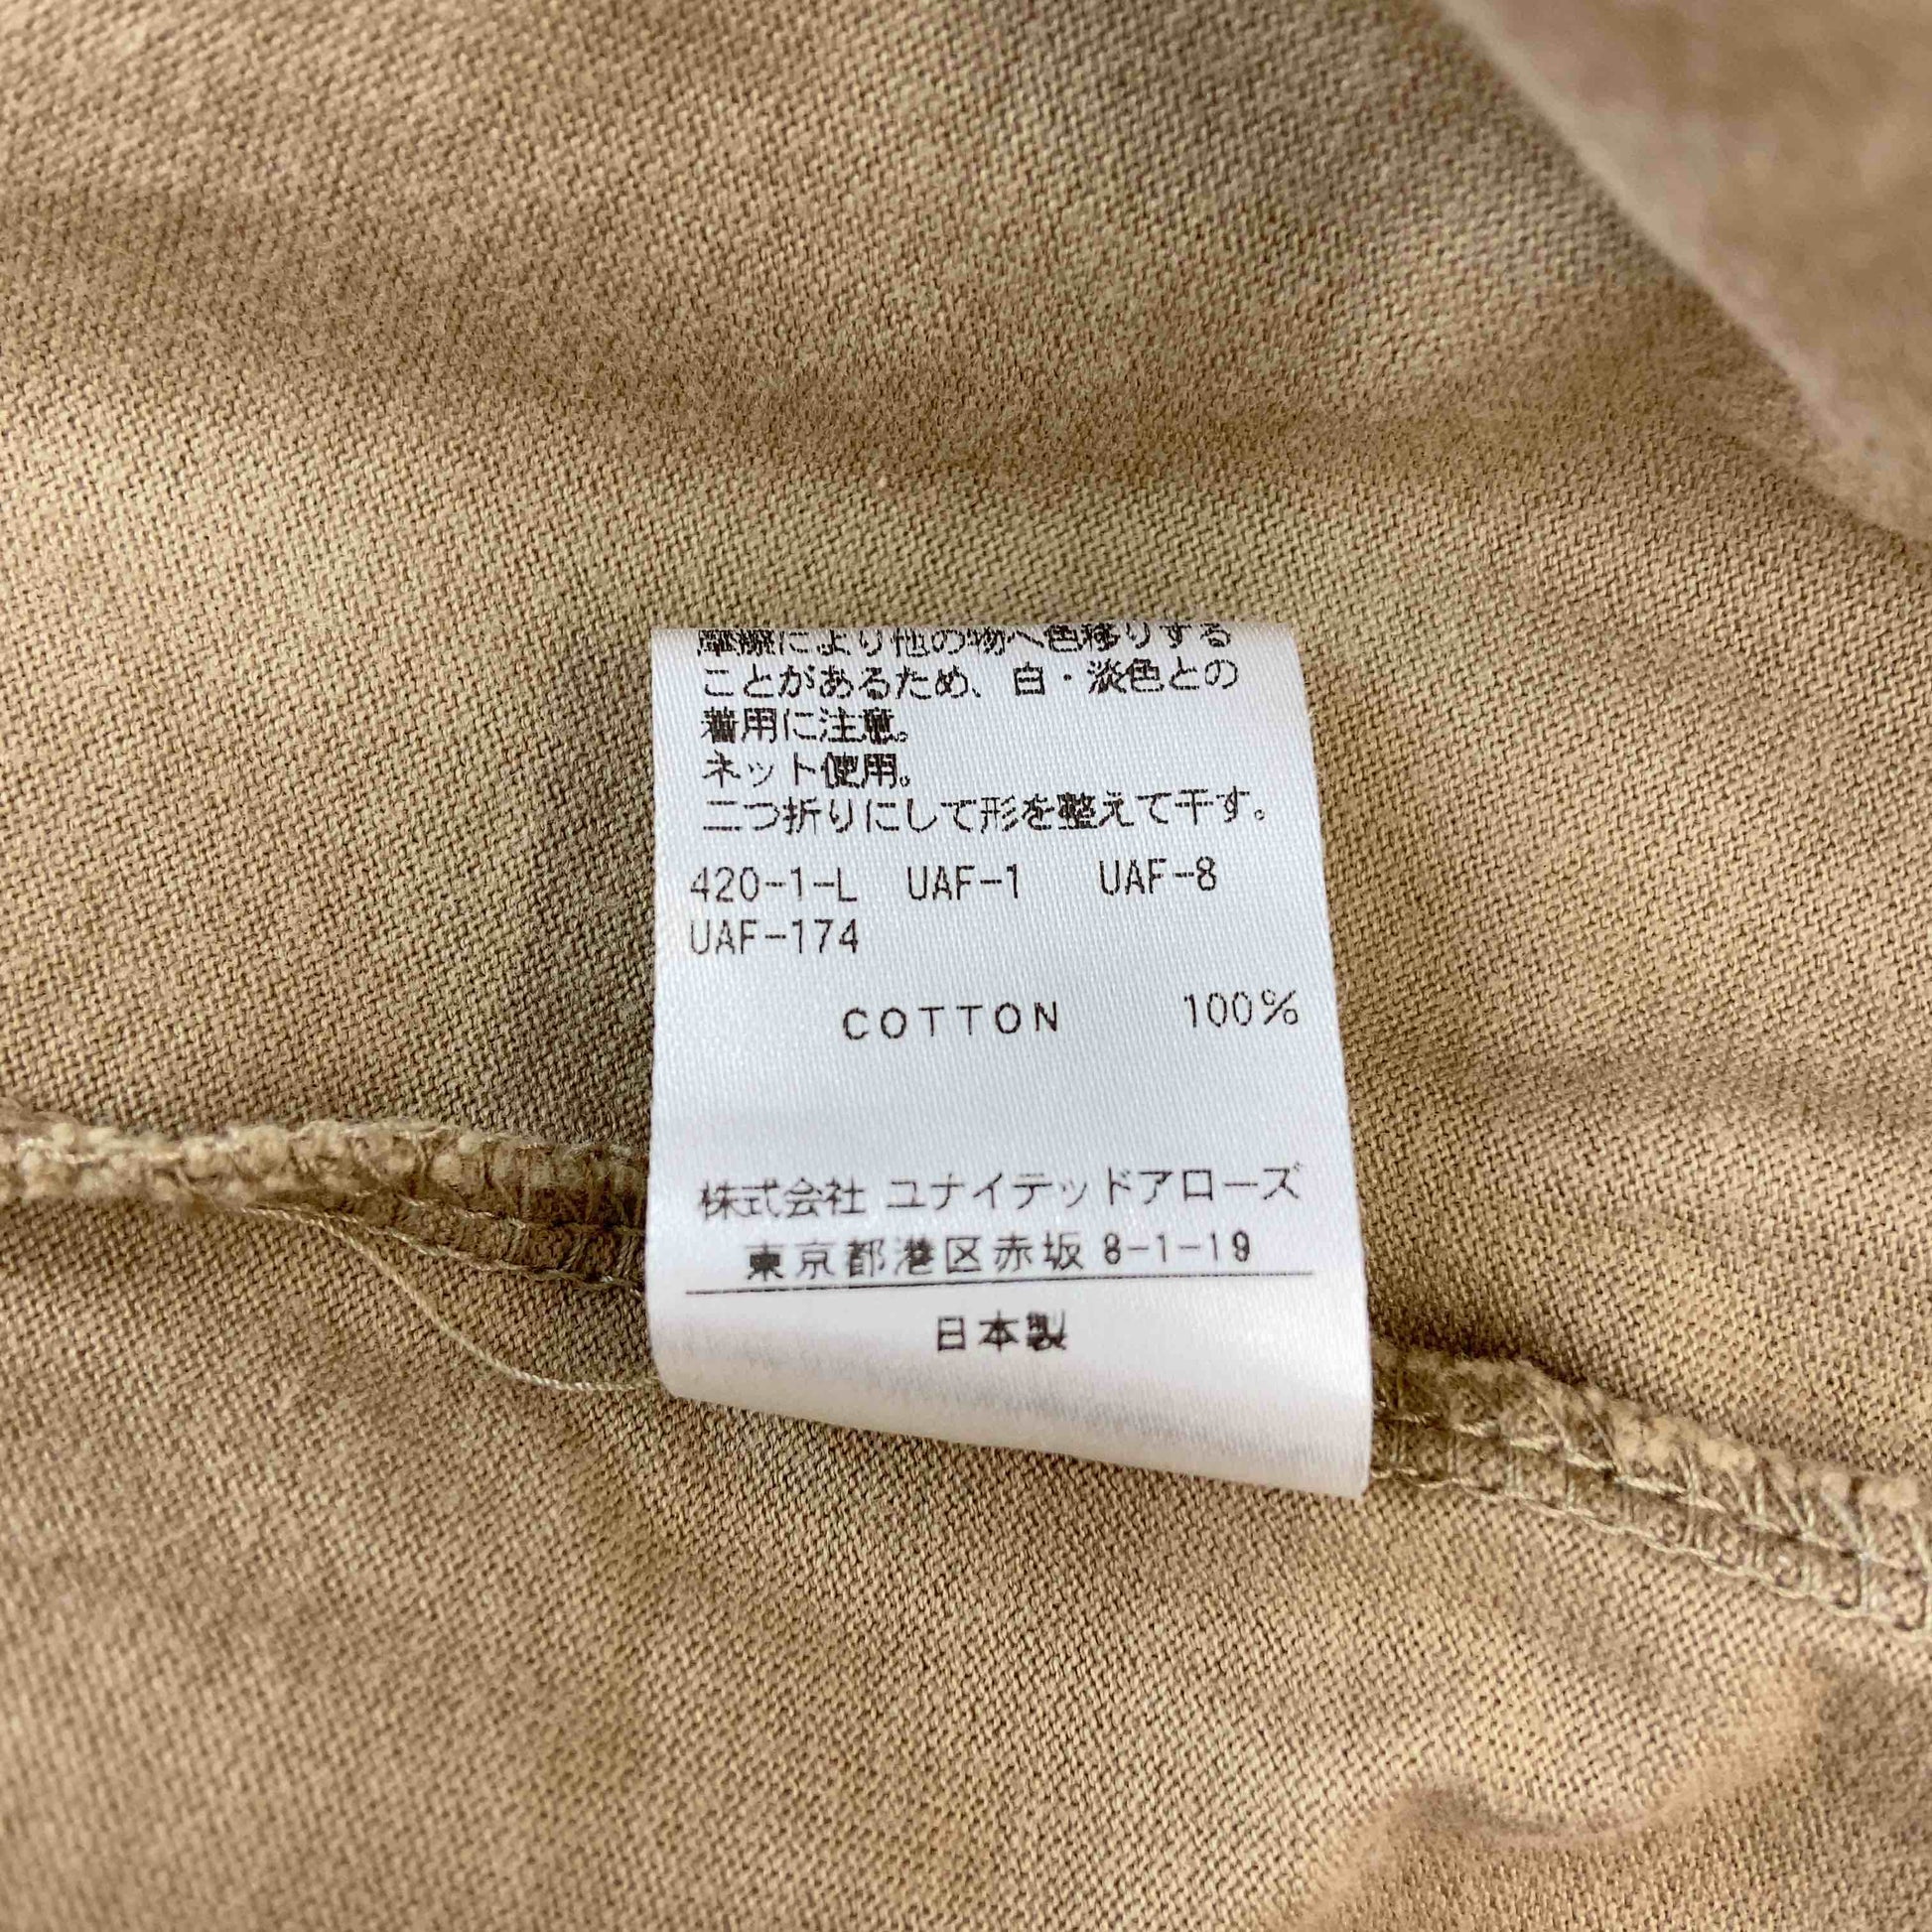 摩擦により他の物へ色移りする
ことがあるため、白・淡色との
着用に注意。
ネット使用。
二つ折りにして形を整えて干す。
420-1-L UAF-1 UAF-8
UAF-174
COTTON 100%
株式会社 ユナイテッドアローズ
東京都港区赤坂 8-1-19
日本製